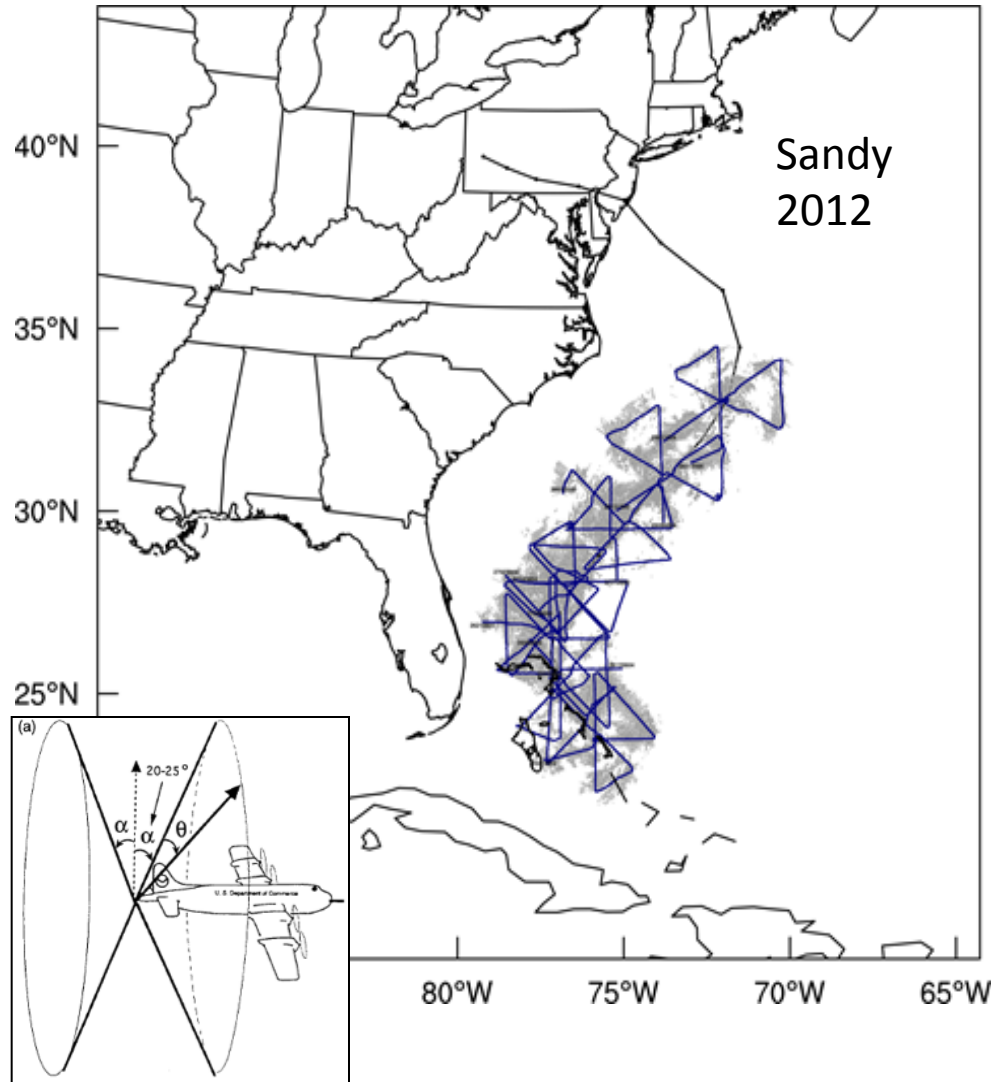 Sandy
2012
40°N
35°N
30°N
25°N
80°W
75°W
70°W
65°W
(a)
20-25°
α
α
θ
U. S. Department of Commerce